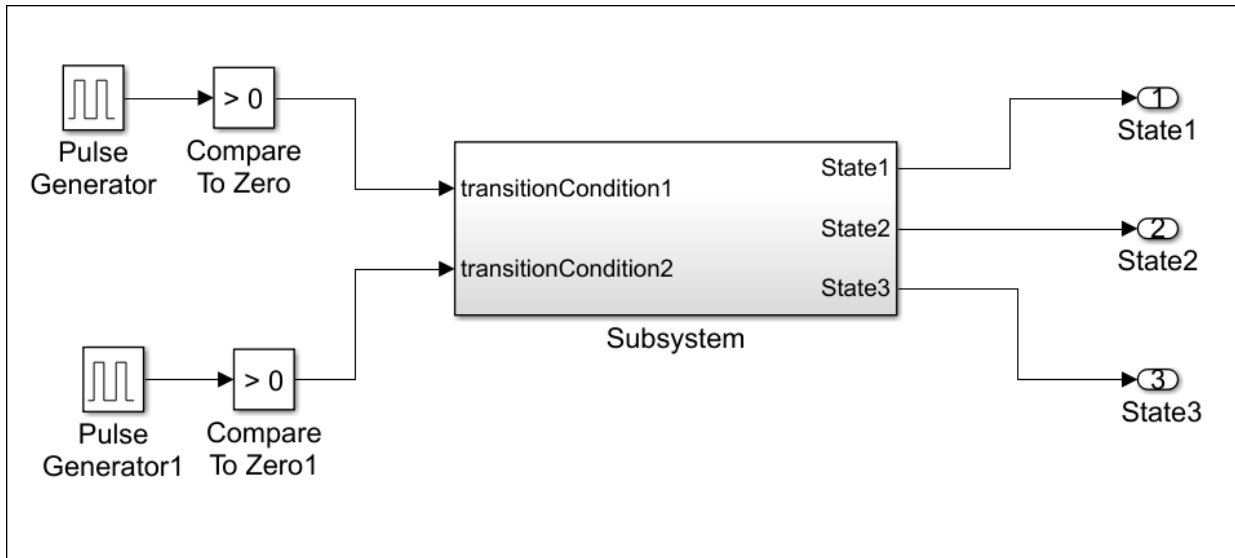 > 0
Pulse
Generator
Compare
To Zero
transitionCondition1
transitionCondition2
State1
State2
State3
Subsystem
1
State1
2
State2
3
State3
> 0
Pulse
Generator1
Compare
To Zero1